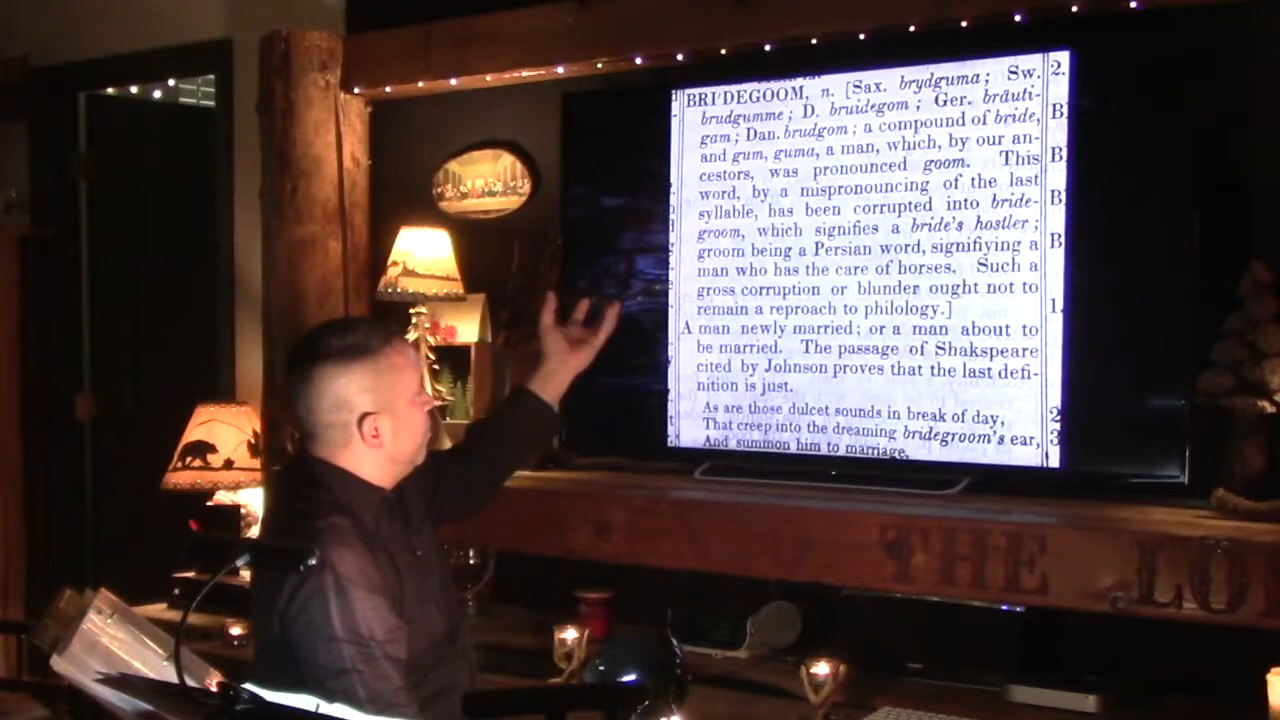 BRI'DEGOOM, n. [Sax. brydguma; Sw.
brudgumme; D. bruidegom; Ger. bräuti-
gam; Dan. brudgom; a compound of bride,
and gum, guma, a man, which, by our an-
cestors, was pronounced goom. This
word, by a mispronouncing of the last
syllable, has been corrupted into bride-
groom, which signifies a bride's hostler;
groom being a Persian word, signifiying a
man who has the care of horses. Such a
gross corruption or blunder ought not to
remain a reproach to philology.]
A man newly married; or a man about to
be married. The passage of Shakspeare
cited by Johnson proves that the last defi-
nition is just.
As are those dulcet sounds in break of day,
That creep into the dreaming bridegroom's ear,
And summon him to marriage.
2.
B
B
B
B
1.
2
3
THE LO